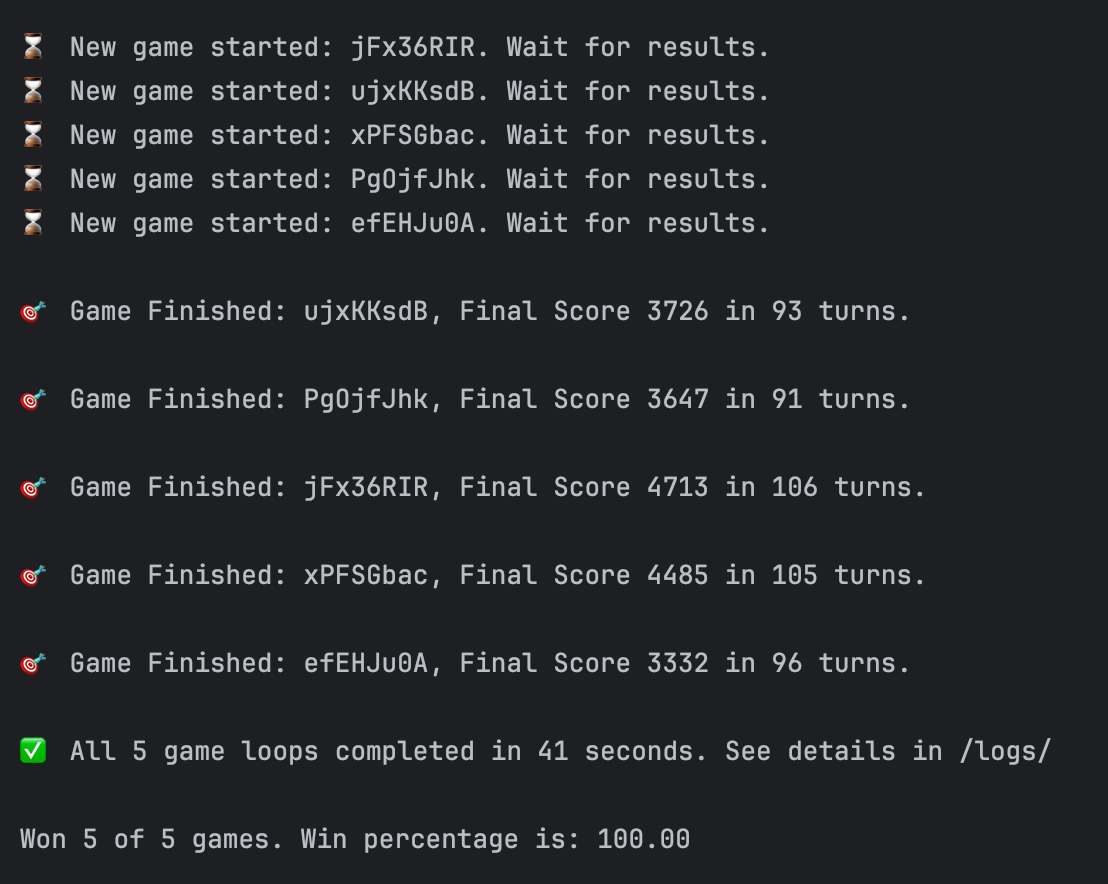 ⏳ New game started: jFx36RIR. Wait for results.
⏳ New game started: ujxKKsdB. Wait for results.
⏳ New game started: xPFSGbac. Wait for results.
⏳ New game started: PgOjfJhk. Wait for results.
⏳ New game started: efEHJu0A. Wait for results.
🎯 Game Finished: ujxKKsdB, Final Score 3726 in 93 turns.
🎯 Game Finished: PgOjfJhk, Final Score 3647 in 91 turns.
🎯 Game Finished: jFx36RIR, Final Score 4713 in 106 turns.
🎯 Game Finished: xPFSGbac, Final Score 4485 in 105 turns.
🎯 Game Finished: efEHJu0A, Final Score 3332 in 96 turns.
✅ All 5 game loops completed in 41 seconds. See details in /logs/
Won 5 of 5 games. Win percentage is: 100.00